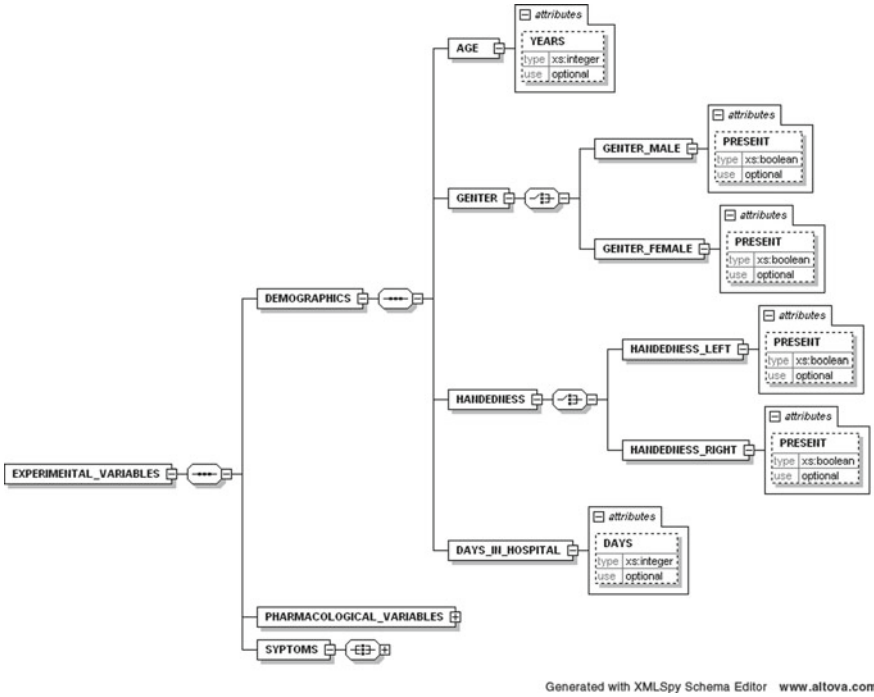 attributes
YEARS
type xs:integer
use optional
AGE
attributes
PRESENT
type xs:boolean
use optional
GENTER_MALE
GENTER
attributes
PRESENT
type xs:boolean
use optional
GENTER_FEMALE
DEMOGRAPHICS
attributes
PRESENT
type xs:boolean
use optional
HANDEDNESS_LEFT
HANDEDNESS
attributes
PRESENT
type xs:boolean
use optional
HANDEDNESS_RIGHT
EXPERIMENTAL_VARIABLES
attributes
DAYS
type xs:integer
use optional
DAYS_IN_HOSPITAL
PHARMACOLOGICAL_VARIABLES
SYPTOMS
Generated with XMLSpy Schema Editor www.altova.com